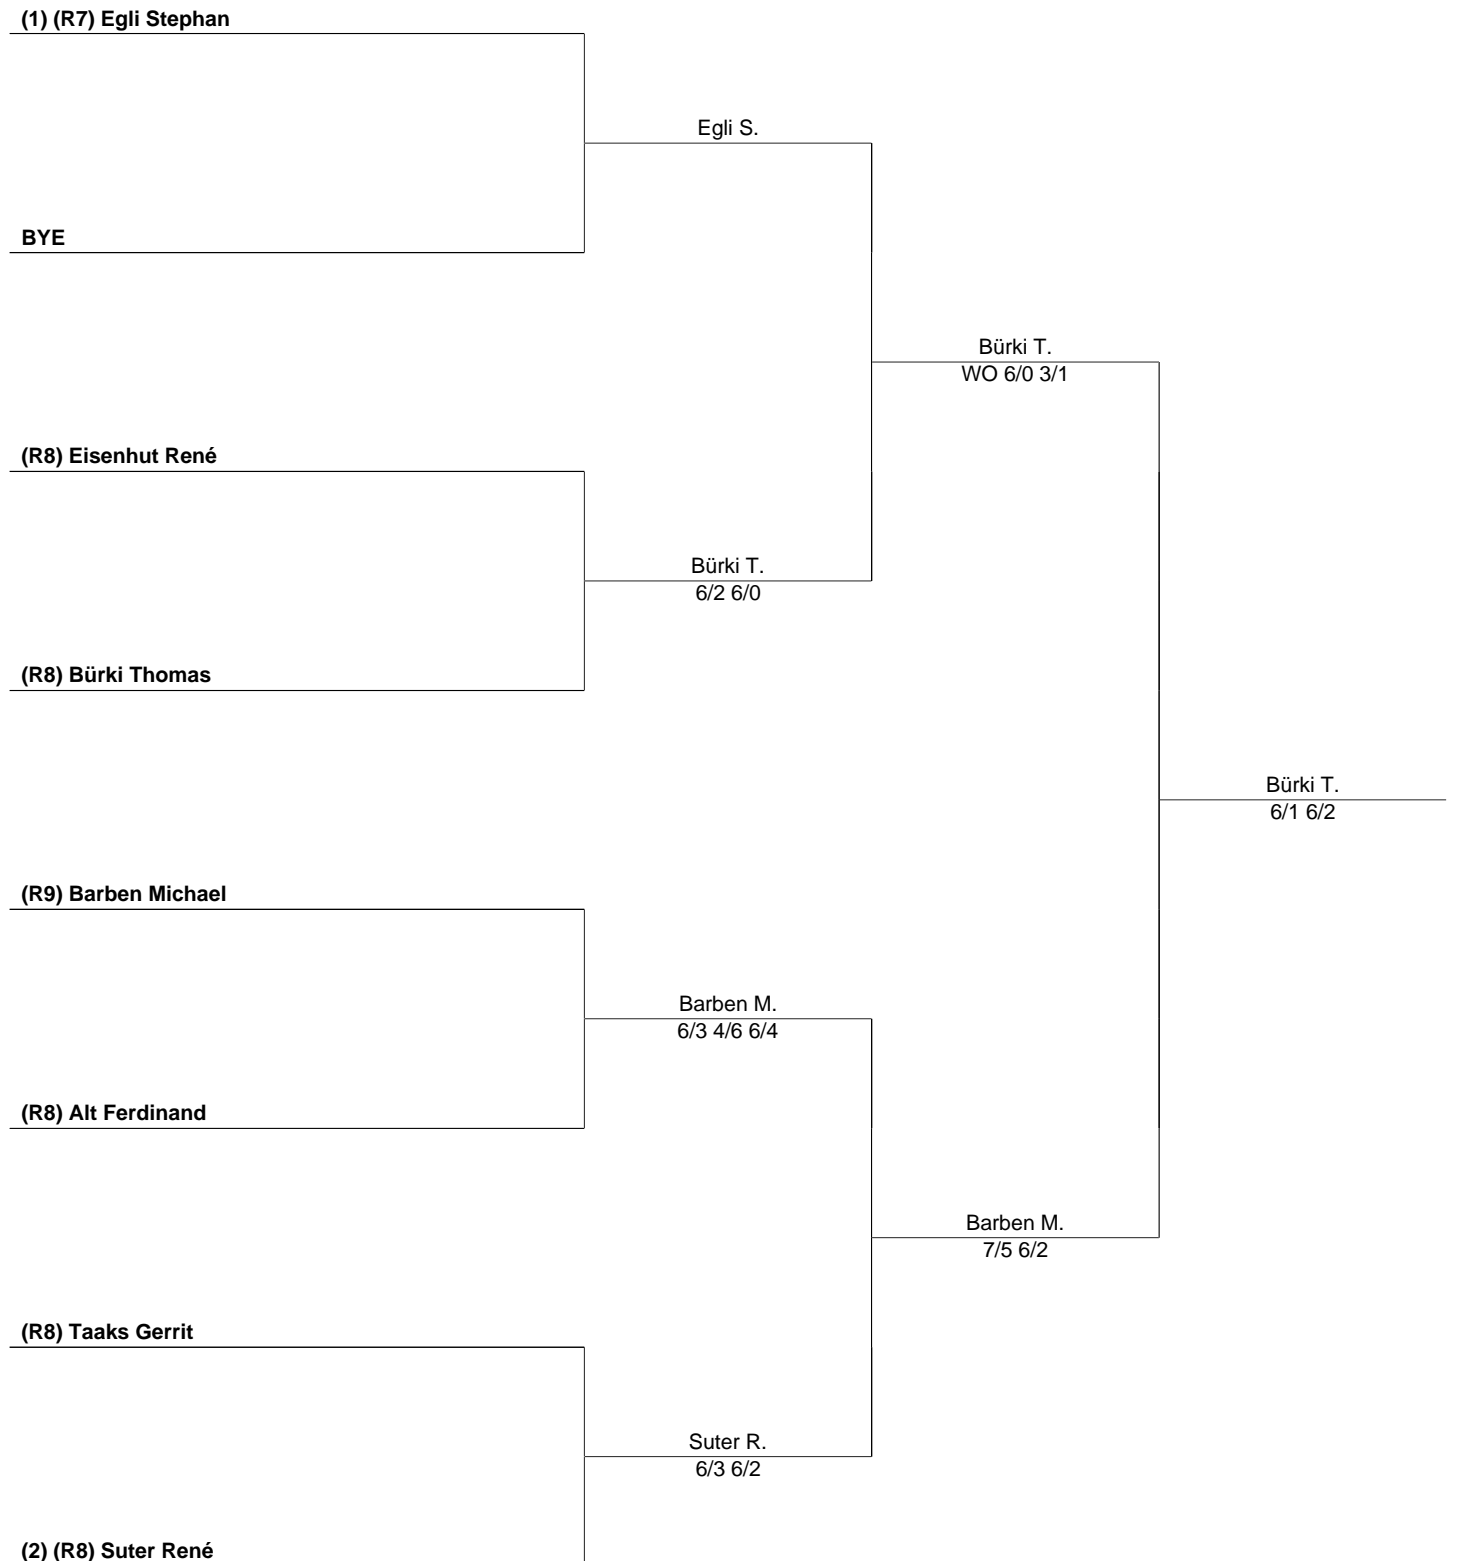 (1) (R7) Egli Stephan
Egli S.
BYE
Bürki T.
WO 6/0 3/1
(R8) Eisenhut René
Bürki T.
6/2 6/0
(R8) Bürki Thomas
Bürki T.
6/1 6/2
(R9) Barben Michael
Barben M.
6/3 4/6 6/4
(R8) Alt Ferdinand
Barben M.
7/5 6/2
(R8) Taaks Gerrit
Suter R.
6/3 6/2
(2) (R8) Suter René